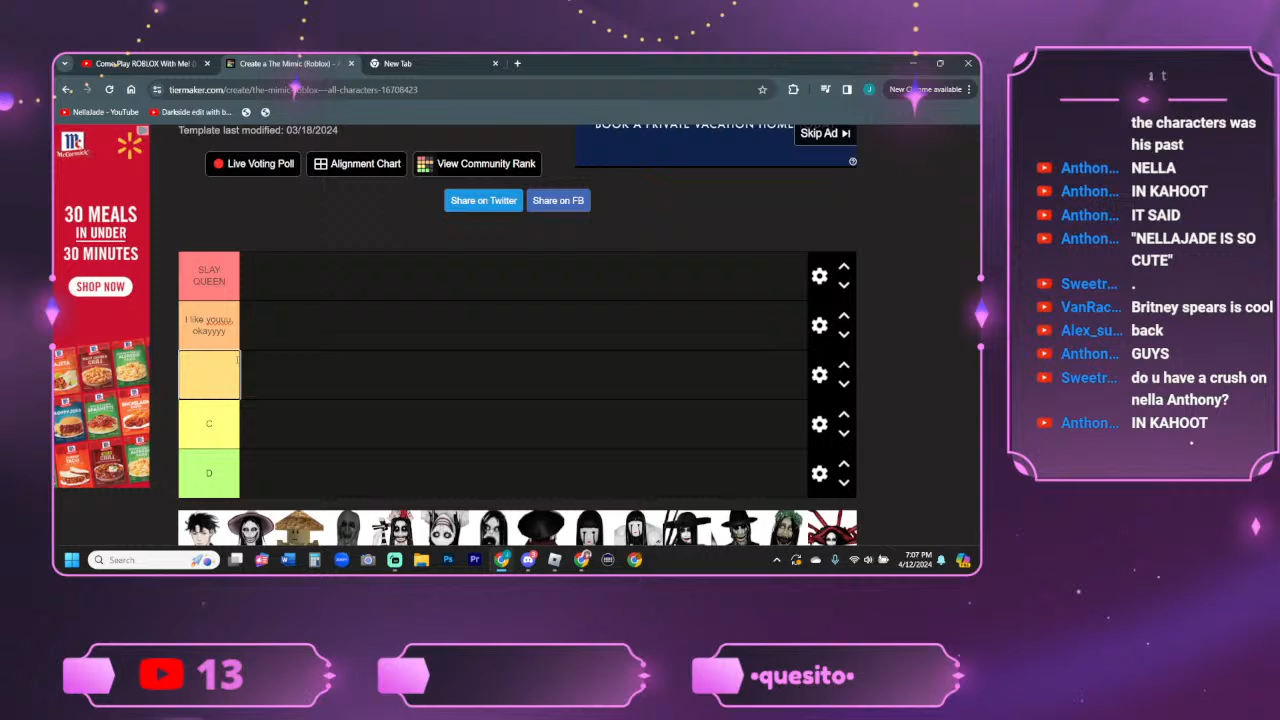 Come Play ROBLOX With Me!
Create a The Mimic (Roblox) -
New Tab
tiermaker.com/create/the-mimic-roblox---all-characters-16708423
New Chrome available
NellaJade - YouTube
Darkside edit with b...
Template last modified: 03/18/2024
BOOK A PRIVATE VACATION HOME
Skip Ad
Live Voting Poll
Alignment Chart
View Community Rank
Share on Twitter
Share on FB
McCormick
30 MEALS
IN UNDER
30 MINUTES
SHOP NOW
SLAY
QUEEN
I like youuu
okayyyy
C
D
Search
7:07 PM
4/12/2024
a t
the characters was
his past
Anthon... NELLA
Anthon... IN KAHOOT
Anthon... IT SAID
Anthon... "NELLAJADE IS SO
CUTE"
Sweetr... .
VanRac... Britney spears is cool
Alex_su... back
Anthon... GUYS
Sweetr... do u have a crush on
nella Anthony?
Anthon... IN KAHOOT
13
•quesito•